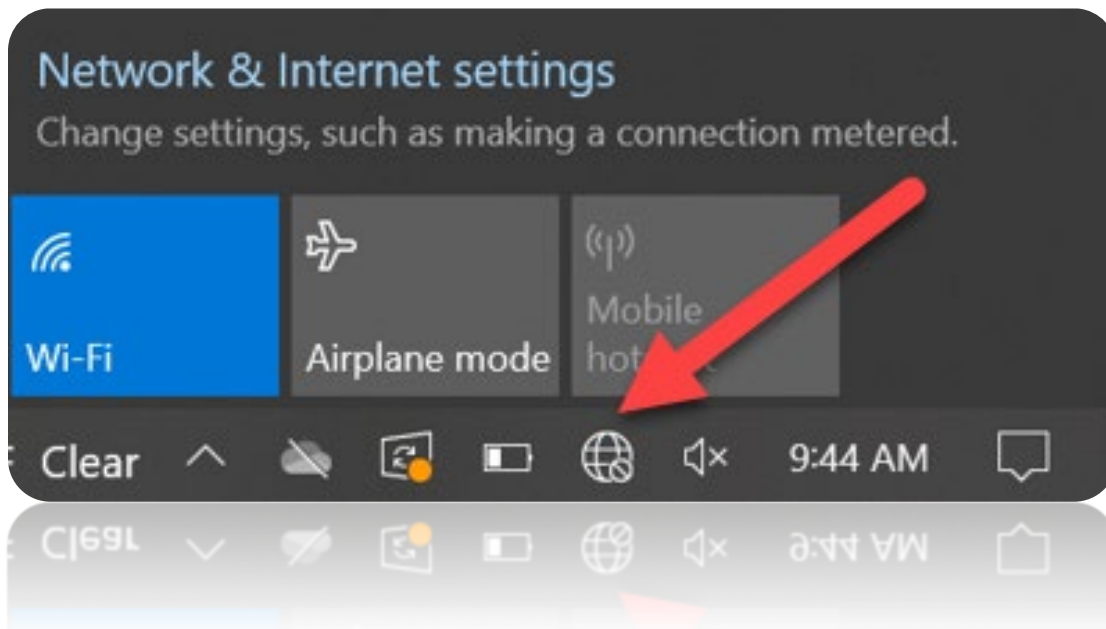 Network & Internet settings
Change settings, such as making a connection metered.
Wi-Fi
Airplane mode
Mobile
Clear
9:44 AM